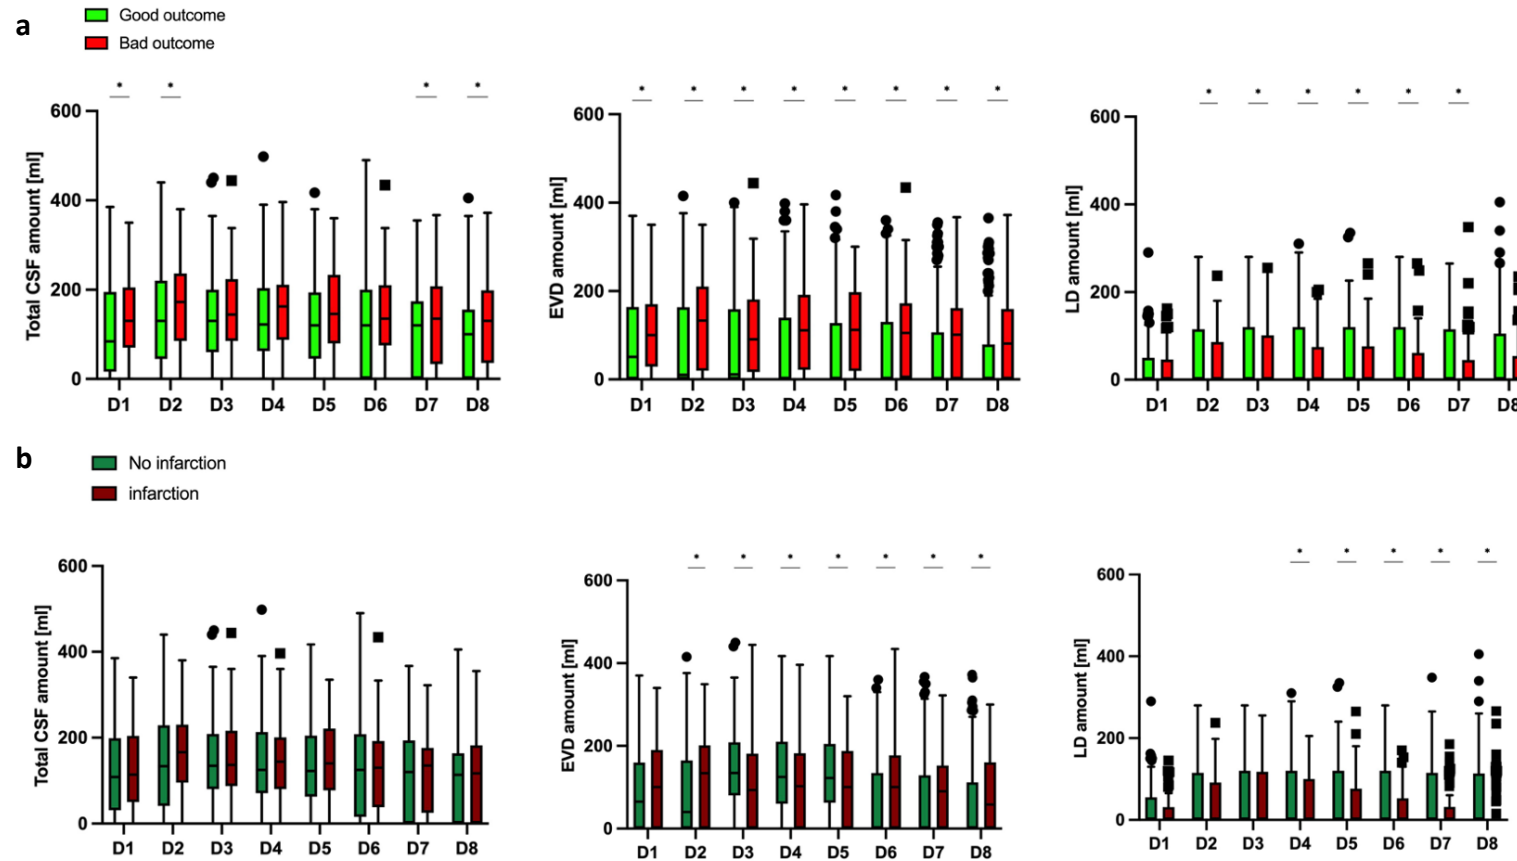 a
Good outcome
Bad outcome
* * * *
* * * * * * * *
* * * * * *
Total CSF amount [ml]
600
400
200
0
D1 D2 D3 D4 D5 D6 D7 D8
EVD amount [ml]
600
400
200
0
D1 D2 D3 D4 D5 D6 D7 D8
LD amount [ml]
600
400
200
0
D1 D2 D3 D4 D5 D6 D7 D8
b
No infarction
infarction
* * * * * * *
* * * * *
Total CSF amount [ml]
600
400
200
0
D1 D2 D3 D4 D5 D6 D7 D8
EVD amount [ml]
600
400
200
0
D1 D2 D3 D4 D5 D6 D7 D8
LD amount [ml]
600
400
200
0
D1 D2 D3 D4 D5 D6 D7 D8